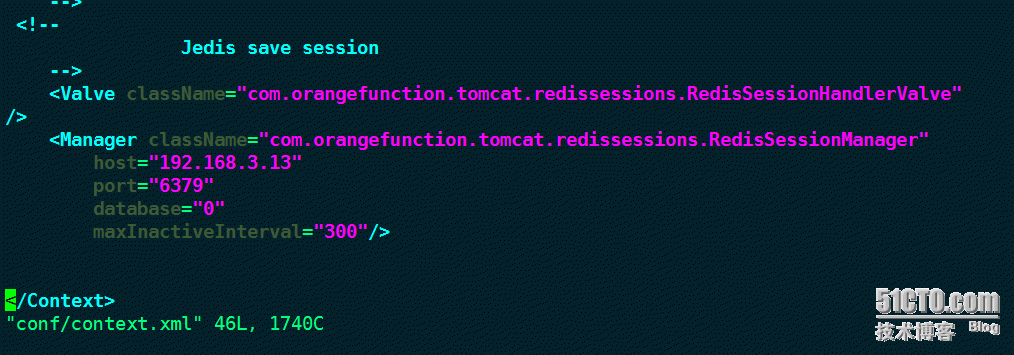 -->
<!--
Jedis save session
-->
<Valve className="com.orangefunction.tomcat.redissessions.RedisSessionHandlerValve"
/>
<Manager className="com.orangefunction.tomcat.redissessions.RedisSessionManager"
host="192.168.3.13"
port="6379"
database="0"
maxInactiveInterval="300"/>
</Context>
"conf/context.xml" 46L, 1740C
51CTO.com
技术博客 Blog